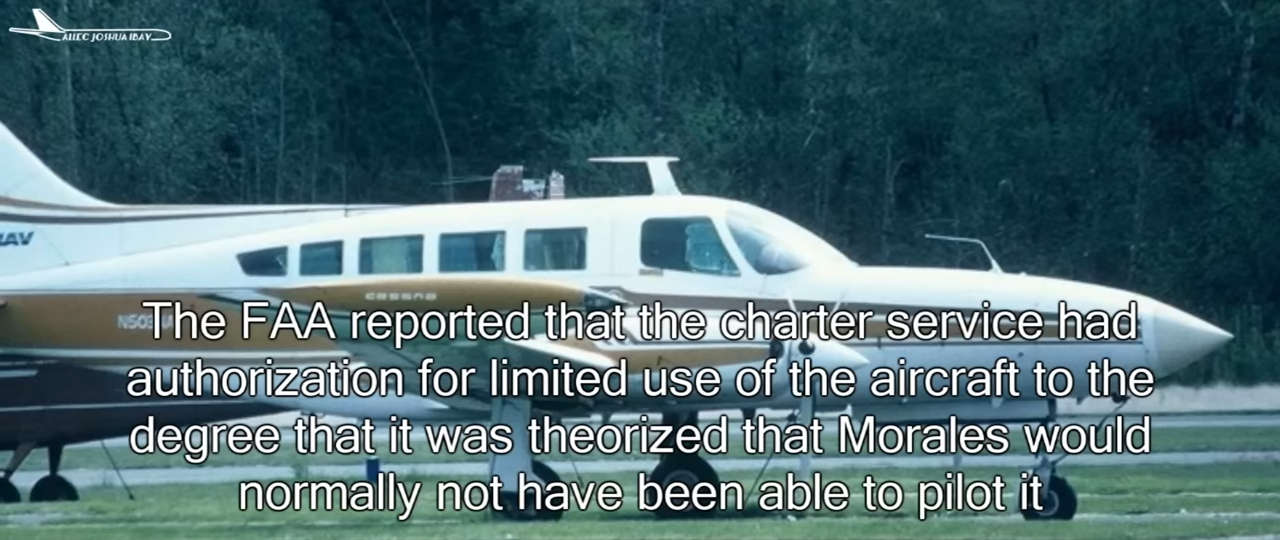 ALLEC JOSHUA IBAY
The FAA reported that the charter service had
authorization for limited use of the aircraft to the
degree that it was theorized that Morales would
normally not have been able to pilot it
cessna